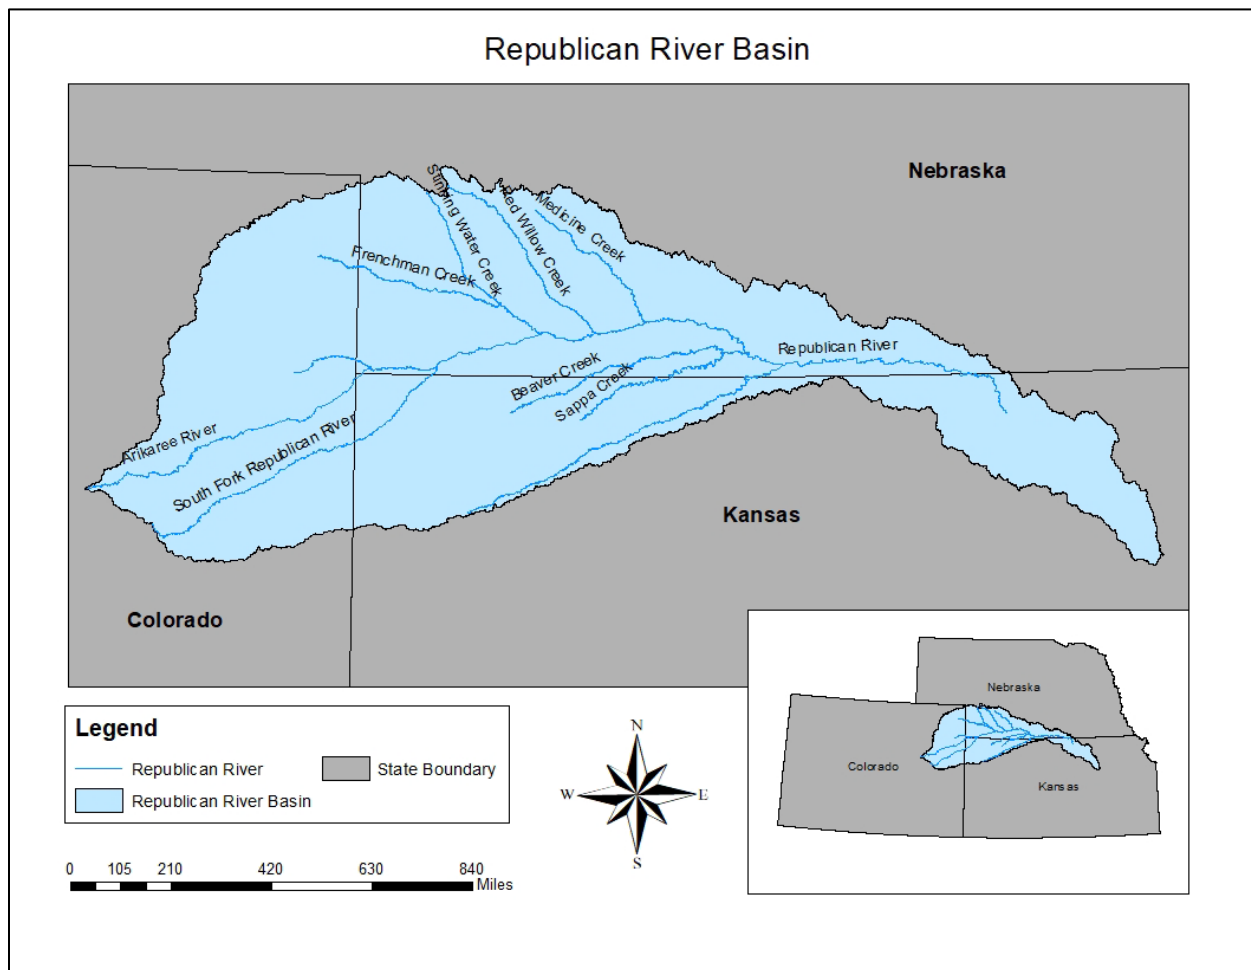 Republican River Basin
Nebraska
Stinking Water Creek
Red Willow Creek
Medicine Creek
Frenchman Creek
Republican River
Beaver Creek
Sappa Creek
Arikaree River
South Fork Republican River
Kansas
Colorado
Nebraska
Colorado
Kansas
Legend
Republican River
State Boundary
Republican River Basin
N
W
E
S
0 105 210 420 630 840
Miles